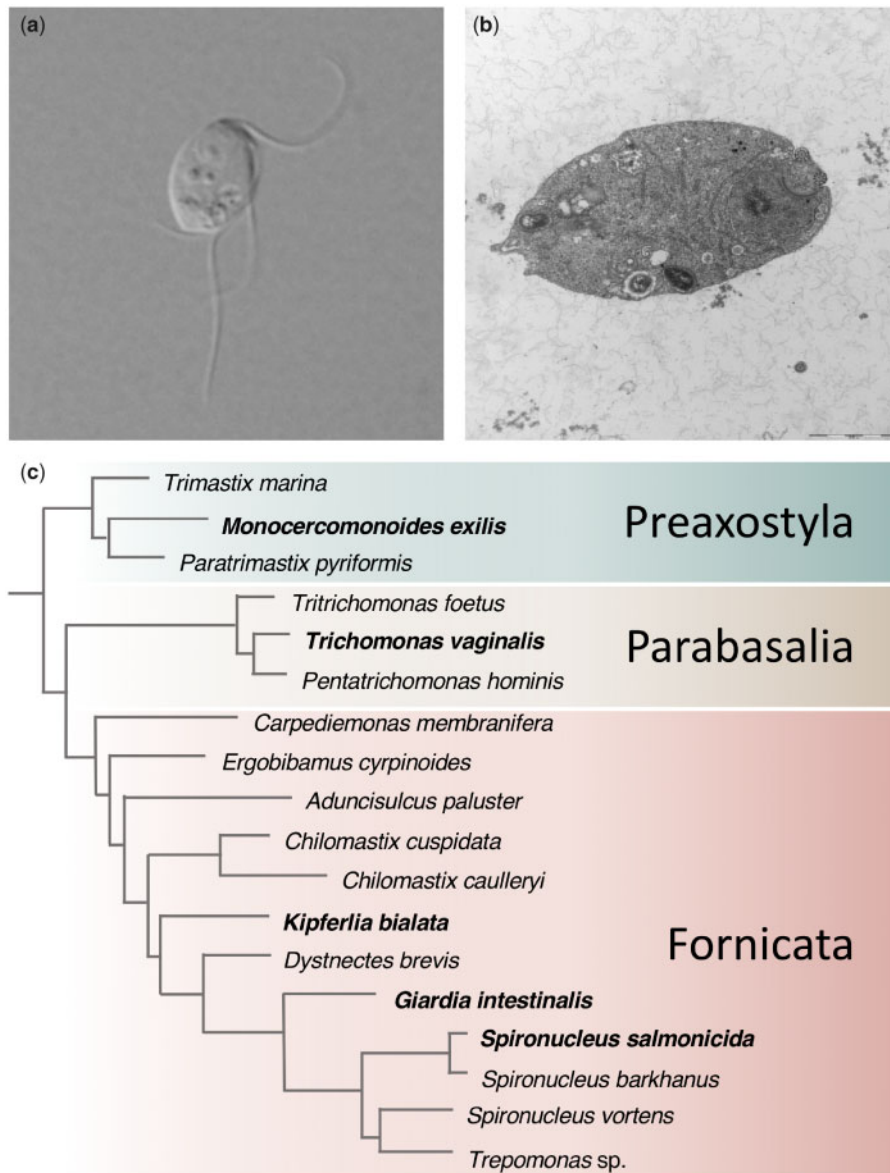 (a)
(b)
(c)
Trimastix marina
Monocercomonoides exilis
Paratrimastix pyriformis
Preaxostyla
Tritrichomonas foetus
Trichomonas vaginalis
Pentatrichomonas hominis
Parabasalia
Carpediemonas membranifera
Ergobibamus cyrpinoides
Aduncisulcus paluster
Chilomastix cuspidata
Chilomastix caulleryi
Kipferlia bialata
Dystnectes brevis
Giardia intestinalis
Spironucleus salmonicida
Spironucleus barkhanus
Spironucleus vortens
Trepomonas sp.
Fornicata